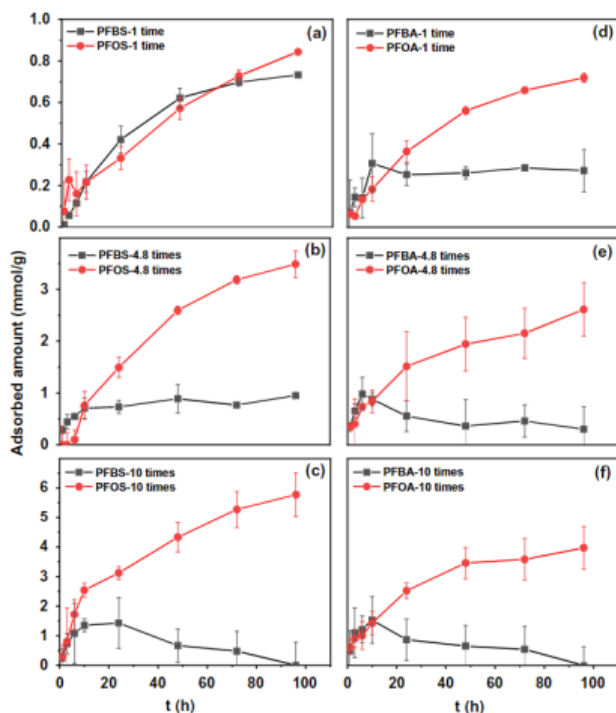 PFBS-1 time
PFOS-1 time
(a)
1.0
0.8
0.6
0.4
0.2
0.0
PFBA-1 time
PFOA-1 time
(d)
PFBS-4.8 times
PFOS-4.8 times
(b)
3
2
1
0
PFBA-4.8 times
PFOA-4.8 times
(e)
Adsorbed amount (mmol/g)
PFBS-10 times
PFOS-10 times
(c)
6
5
4
3
2
1
0
PFBA-10 times
PFOA-10 times
(f)
0 20 40 60 80 100
0 20 40 60 80 100
t (h)
t (h)